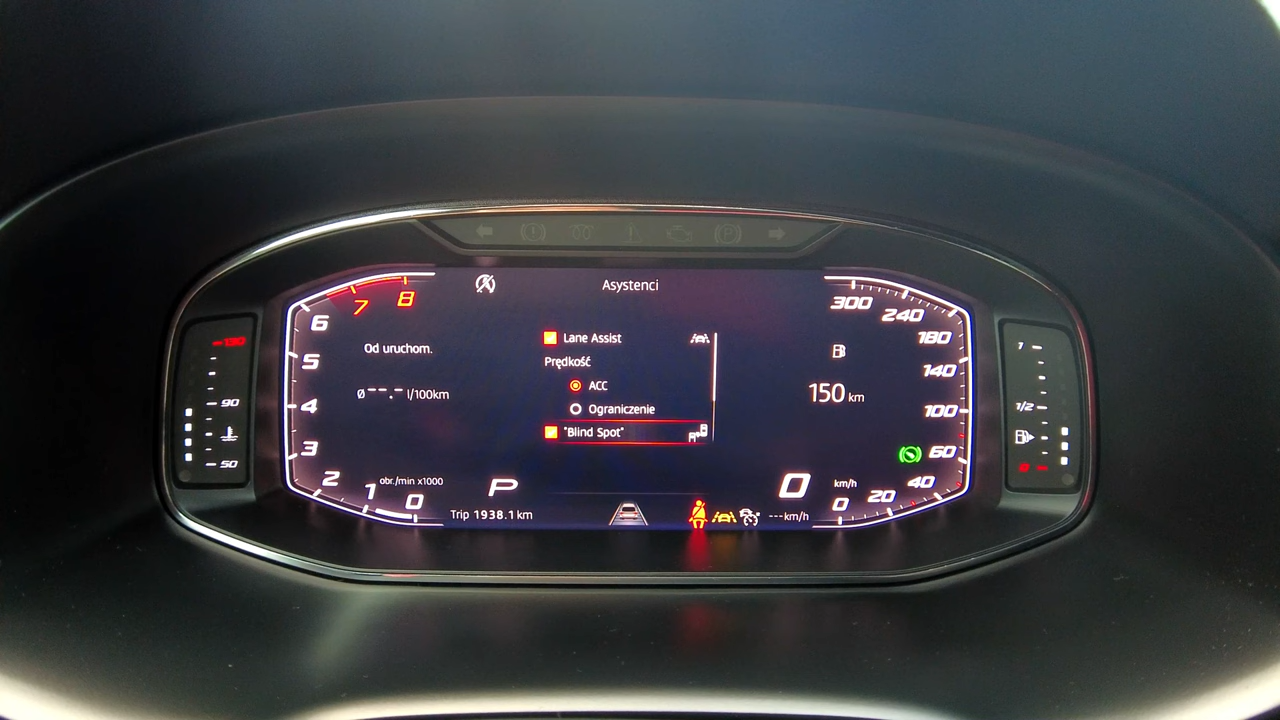 Asystenci
7
8
6
5
4
3
2
1
0
obr./min x1000
Od uruchom.
ø--.- l/100km
P
Trip 1938.1 km
Lane Assist
Prędkość
ACC
Ograniczenie
"Blind Spot"
150 km
0 km/h
--- km/h
300
240
180
140
100
60
40
20
0
130
90
50
1
1/2
0